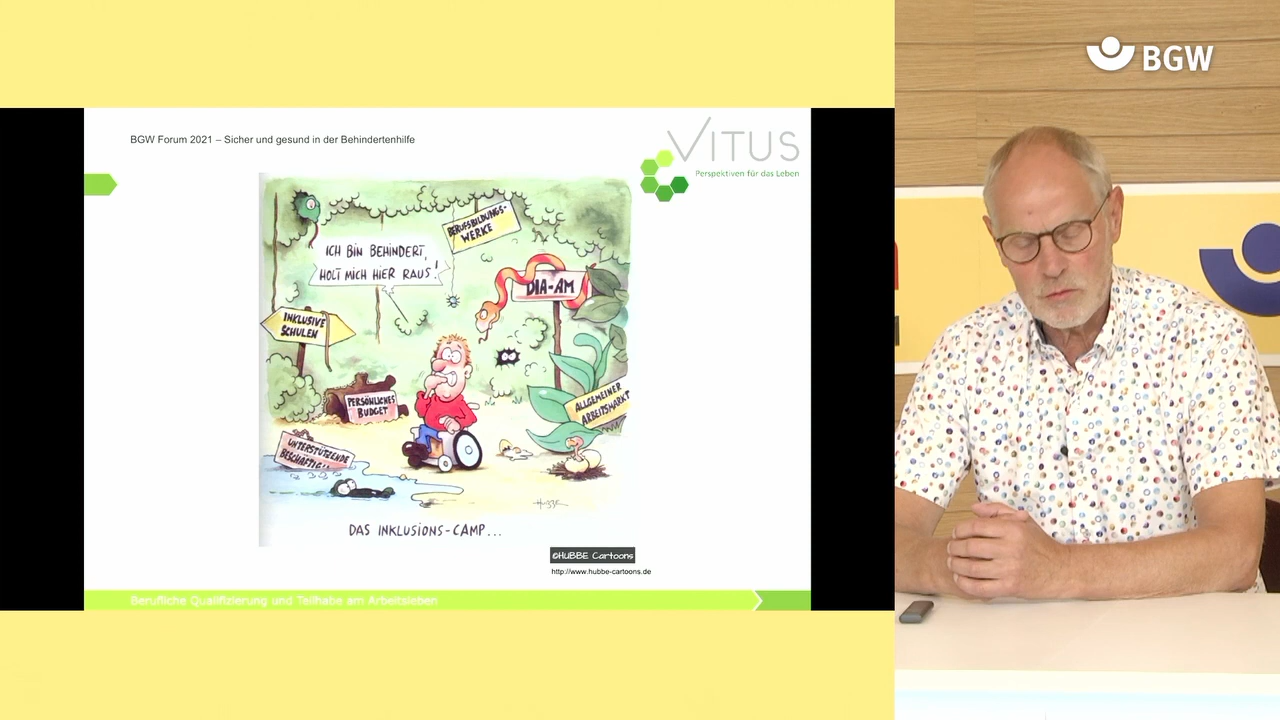 BGW
BGW Forum 2021 – Sicher und gesund in der Behindertenhilfe
VITUS
Perspektiven für das Leben
BERUFSBILDUNGS-
WERKE
ICH BIN BEHINDERT,
HOLT MICH HIER RAUS!
DIA-AM
INKLUSIVE
SCHULEN
PERSÖNLICHES
BUDGET
ALLGEMEINER
ARBEITSMARKT
UNTERSTÜTZENDE
BESCHÄFTIG..
HUBBE
DAS INKLUSIONS-CAMP...
©HUBBE Cartoons
http://www.hubbe-cartoons.de
Berufliche Qualifizierung und Teilhabe am Arbeitsleben